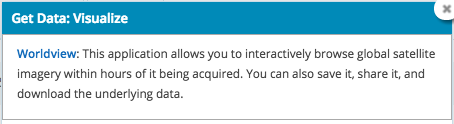 Get Data: Visualize
Worldview: This application allows you to interactively browse global satellite
imagery within hours of it being acquired. You can also save it, share it, and
download the underlying data.